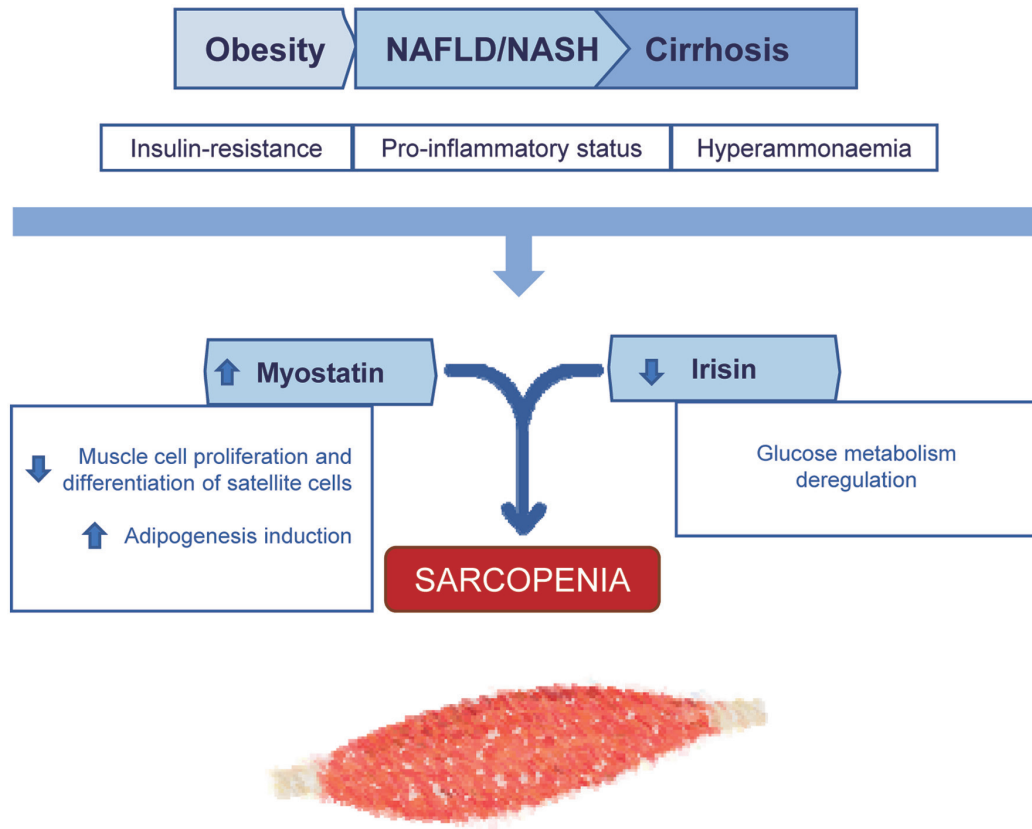 Obesity NAFLD/NASH Cirrhosis
Insulin-resistance Pro-inflammatory status Hyperammonaemia
Myostatin Irisin
Muscle cell proliferation and
differentiation of satellite cells
Adipogenesis induction
Glucose metabolism
deregulation
SARCOPENIA